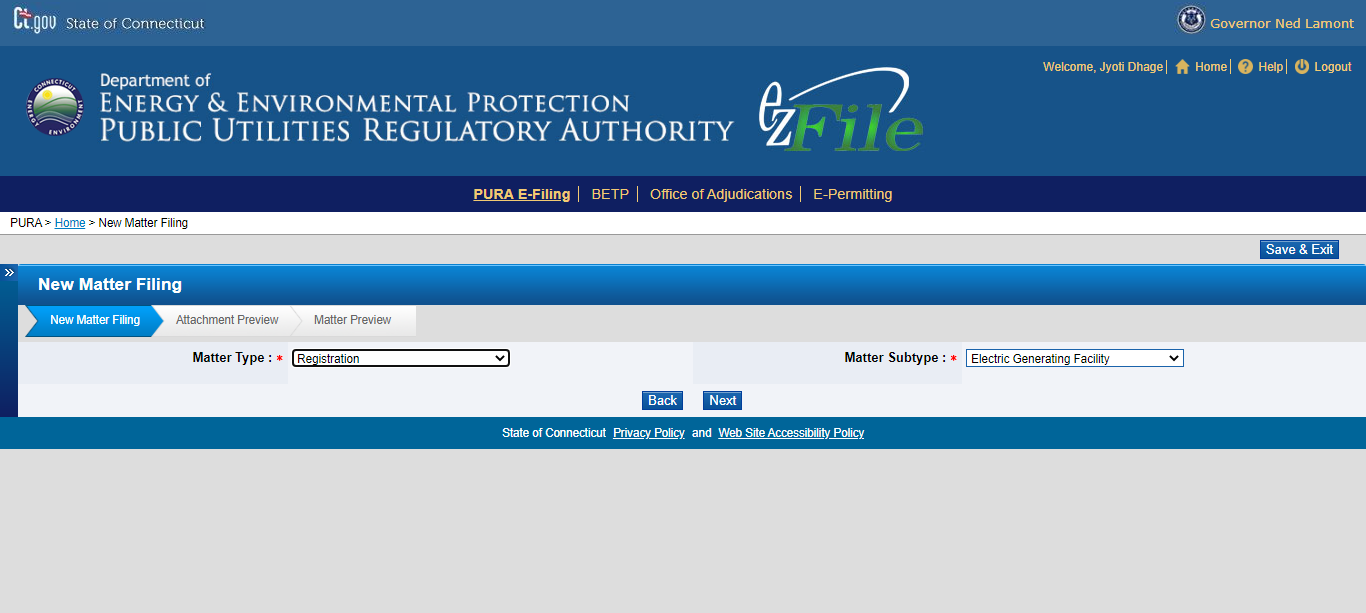 Ct.gov State of Connecticut
Governor Ned Lamont
Welcome, Jyoti Dhage | Home | Help | Logout
Department of
ENERGY & ENVIRONMENTAL PROTECTION
PUBLIC UTILITIES REGULATORY AUTHORITY
ezFile
CONNECTICUT ENERGY ENVIRONMENT
PURA E-Filing | BETP | Office of Adjudications | E-Permitting
PURA > Home > New Matter Filing
Save & Exit
»
New Matter Filing
New Matter Filing Attachment Preview Matter Preview
Matter Type : * Registration Matter Subtype : * Electric Generating Facility
Back Next
State of Connecticut Privacy Policy and Web Site Accessibility Policy